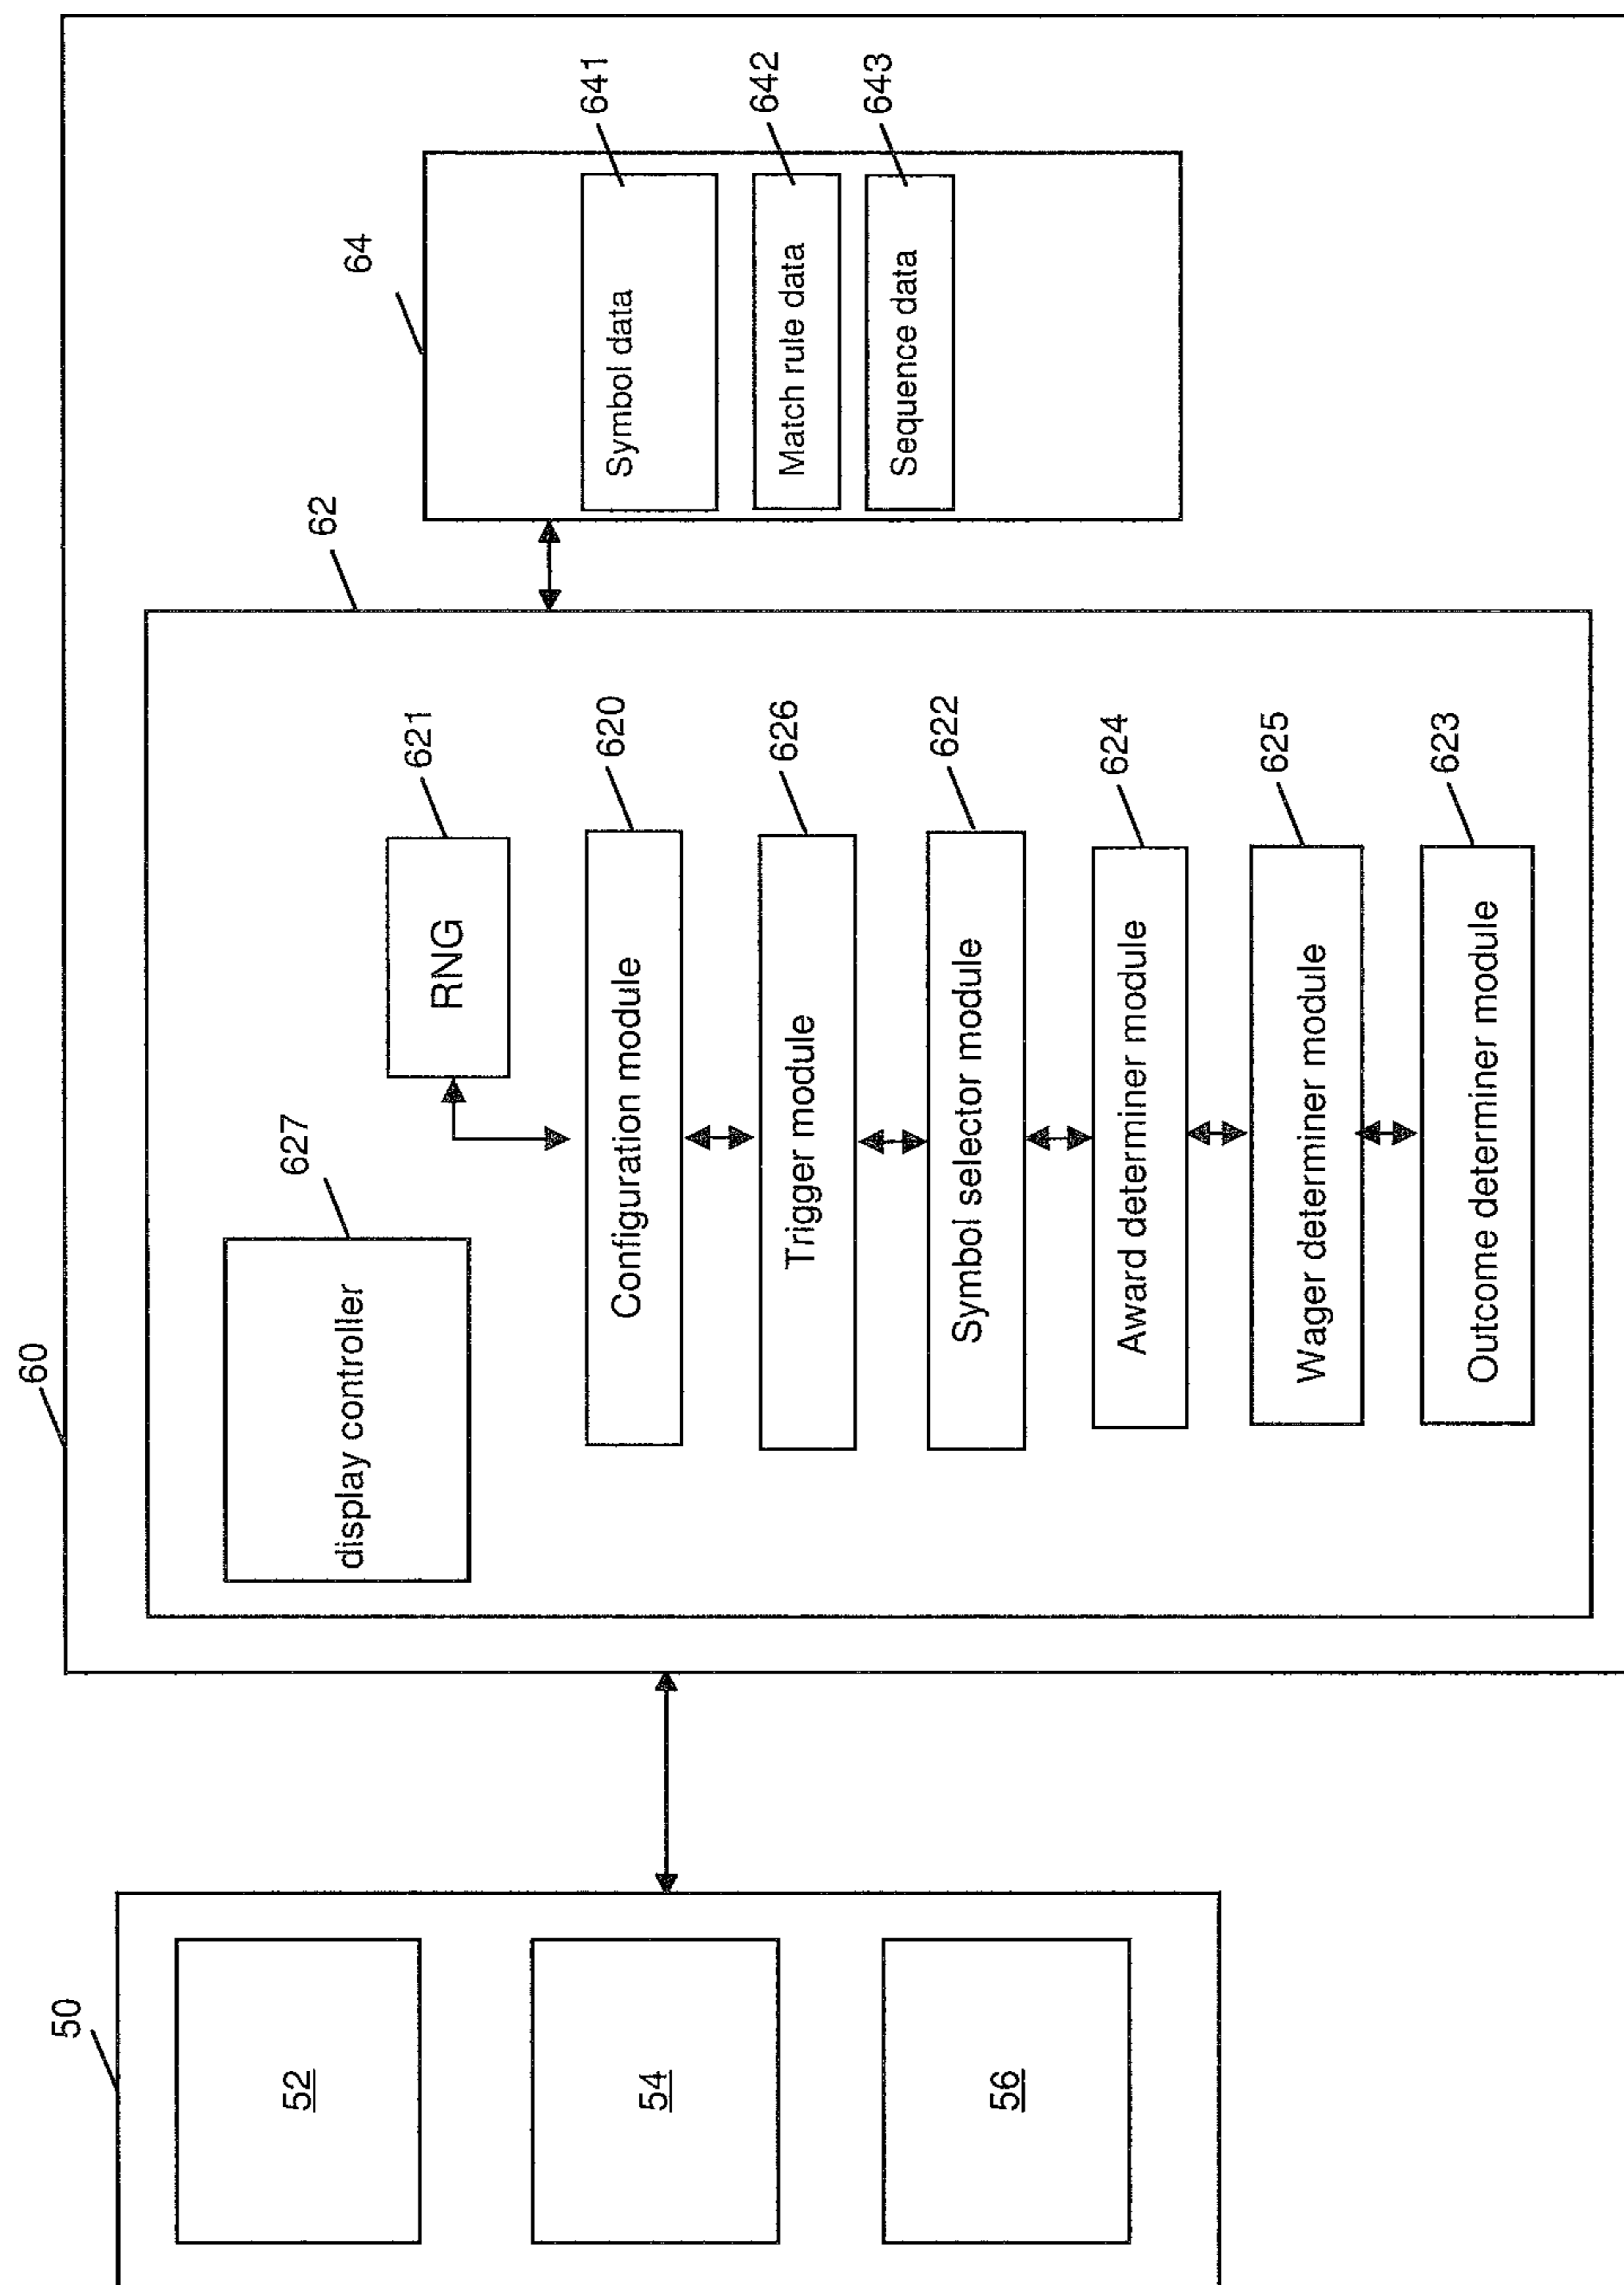 50
52
54
56
60
62
627
display controller
621
RNG
620
Configuration module
626
Trigger module
622
Symbol selector module
624
Award determiner module
625
Wager determiner module
623
Outcome determiner module
64
641
Symbol data
642
Match rule data
643
Sequence data